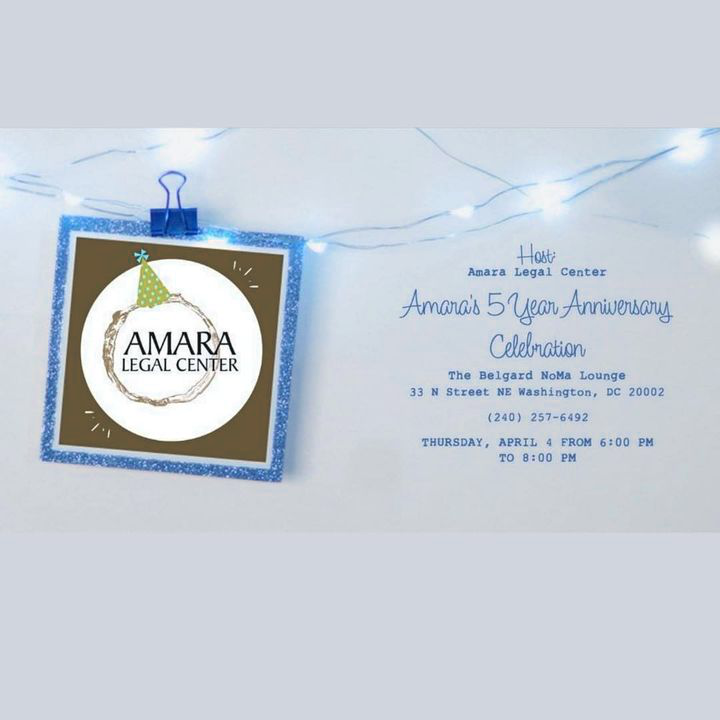 AMARA
LEGAL CENTER
Host:
Amara Legal Center
Amara's 5 Year Anniversary
Celebration
The Belgard NoMa Lounge
33 N Street NE Washington, DC 20002
(240) 257-6492
THURSDAY, APRIL 4 FROM 6:00 PM
TO 8:00 PM